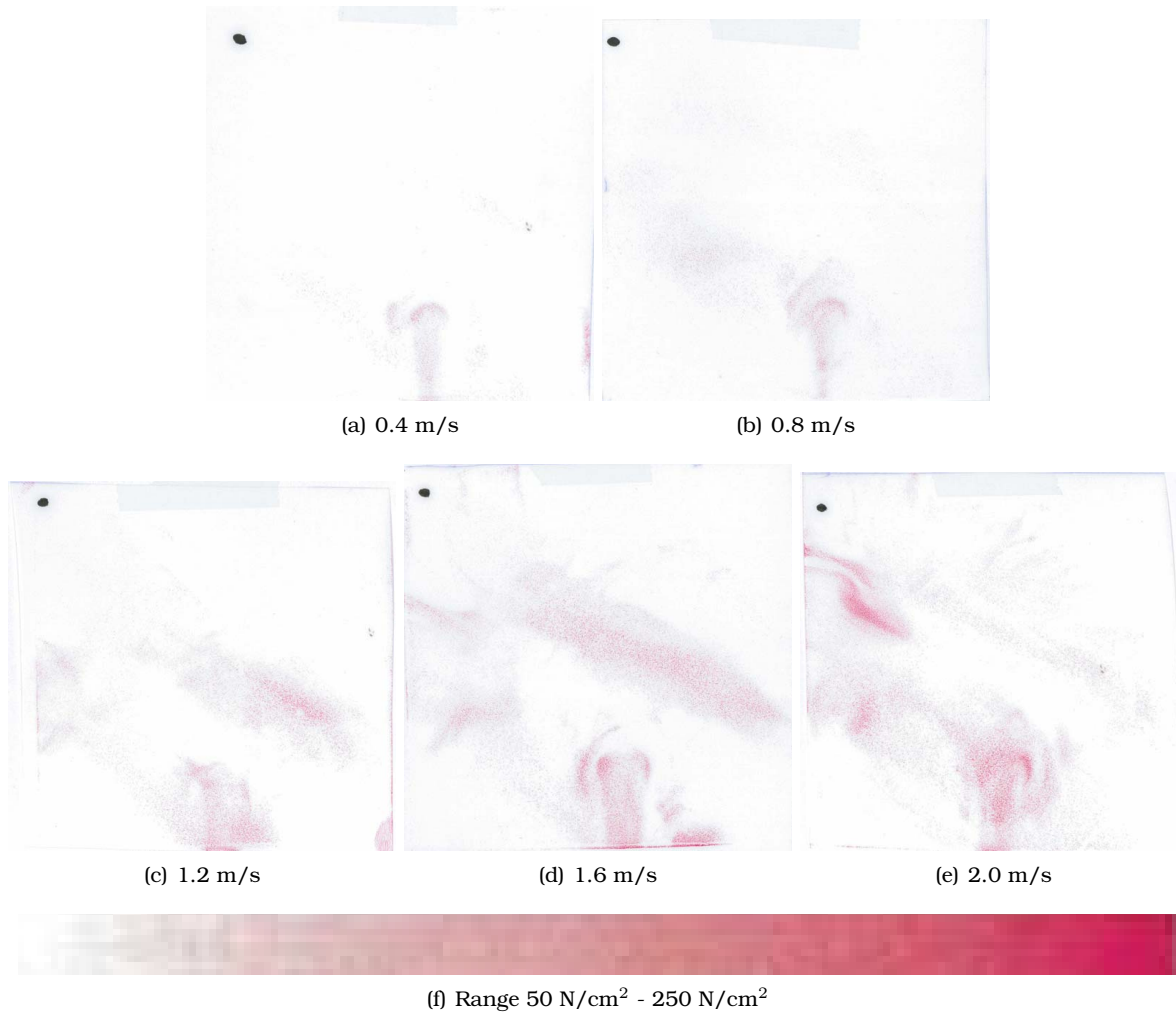 (a) 0.4 m/s
(b) 0.8 m/s
(c) 1.2 m/s
(d) 1.6 m/s
(e) 2.0 m/s
(f) Range 50 N/cm² - 250 N/cm²